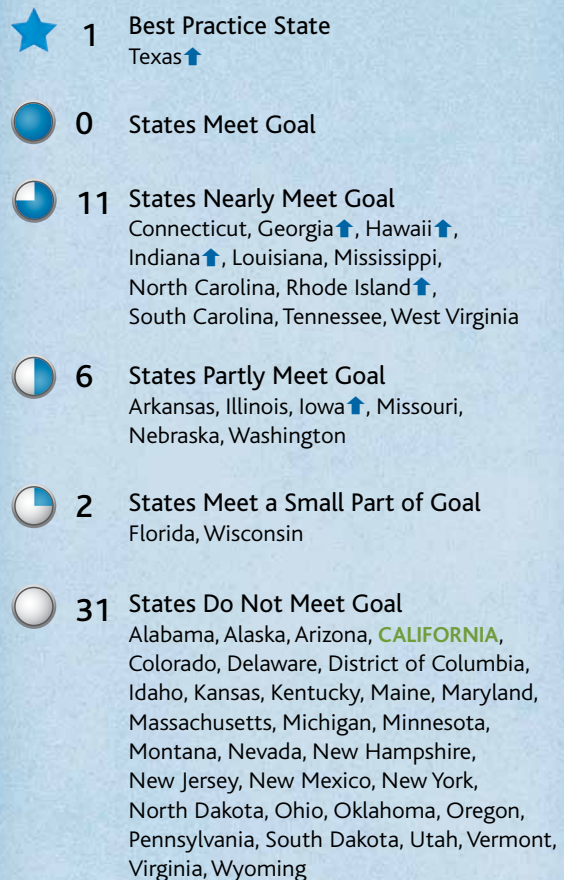 1 Best Practice State
Texas⬆
0 States Meet Goal
11 States Nearly Meet Goal
Connecticut, Georgia⬆, Hawaii⬆,
Indiana⬆, Louisiana, Mississippi,
North Carolina, Rhode Island⬆,
South Carolina, Tennessee, West Virginia
6 States Partly Meet Goal
Arkansas, Illinois, Iowa⬆, Missouri,
Nebraska, Washington
2 States Meet a Small Part of Goal
Florida, Wisconsin
31 States Do Not Meet Goal
Alabama, Alaska, Arizona, CALIFORNIA,
Colorado, Delaware, District of Columbia,
Idaho, Kansas, Kentucky, Maine, Maryland,
Massachusetts, Michigan, Minnesota,
Montana, Nevada, New Hampshire,
New Jersey, New Mexico, New York,
North Dakota, Ohio, Oklahoma, Oregon,
Pennsylvania, South Dakota, Utah, Vermont,
Virginia, Wyoming